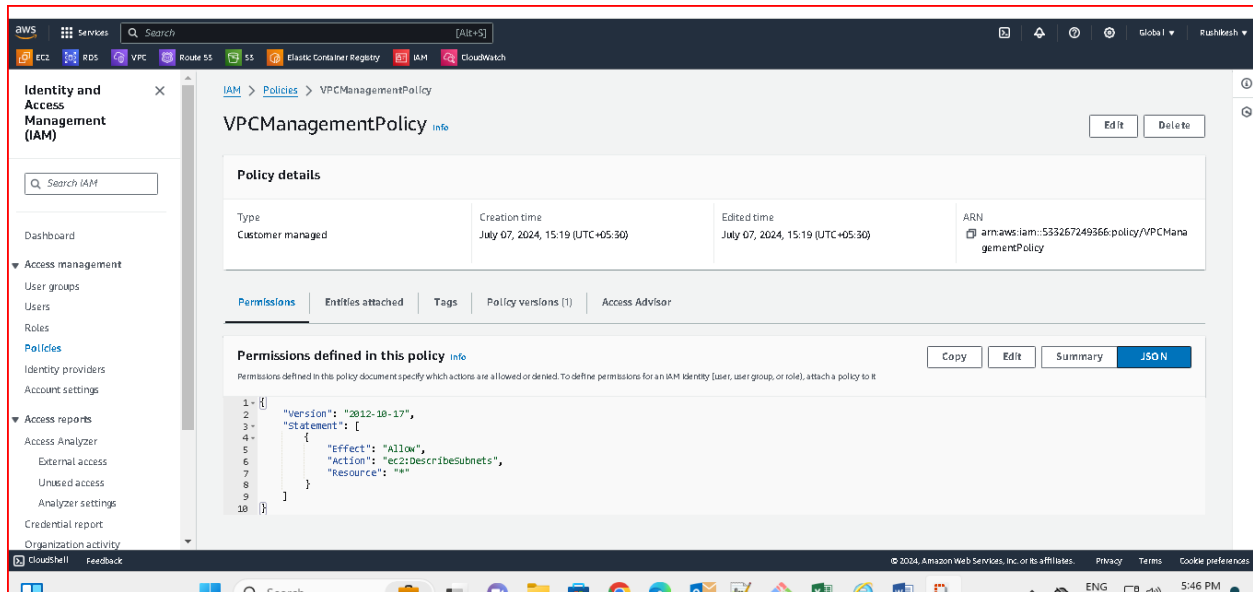 aws Services Search [Alt+S] Global Rushikesh
EC2 RDS VPC Route 53 S3 Elastic Container Registry IAM CloudWatch
Identity and
Access
Management
(IAM)
Search IAM
Dashboard
Access management
User groups
Users
Roles
Policies
Identity providers
Account settings
Access reports
Access Analyzer
External access
Unused access
Analyzer settings
Credential report
Organization activity
IAM > Policies > VPCManagementPolicy
VPCManagementPolicy Info
Edit Delete
Policy details
Type
Customer managed
Creation time
July 07, 2024, 15:19 (UTC+05:30)
Edited time
July 07, 2024, 15:19 (UTC+05:30)
ARN
arn:aws:iam::533267249366:policy/VPCMana
gementPolicy
Permissions Entities attached Tags Policy versions (1) Access Advisor
Permissions defined in this policy Info
Copy Edit Summary JSON
Permissions defined in this policy document specify which actions are allowed or denied. To define permissions for an IAM identity (user, user group, or role), attach a policy to it
1 {
2 "Version": "2012-10-17",
3 "Statement": [
4 {
5 "Effect": "Allow",
6 "Action": "ec2:DescribeSubnets",
7 "Resource": "*"
8 }
9 ]
10 }
CloudShell Feedback © 2024, Amazon Web Services, Inc. or its affiliates. Privacy Terms Cookie preferences
Search ENG 5:46 PM